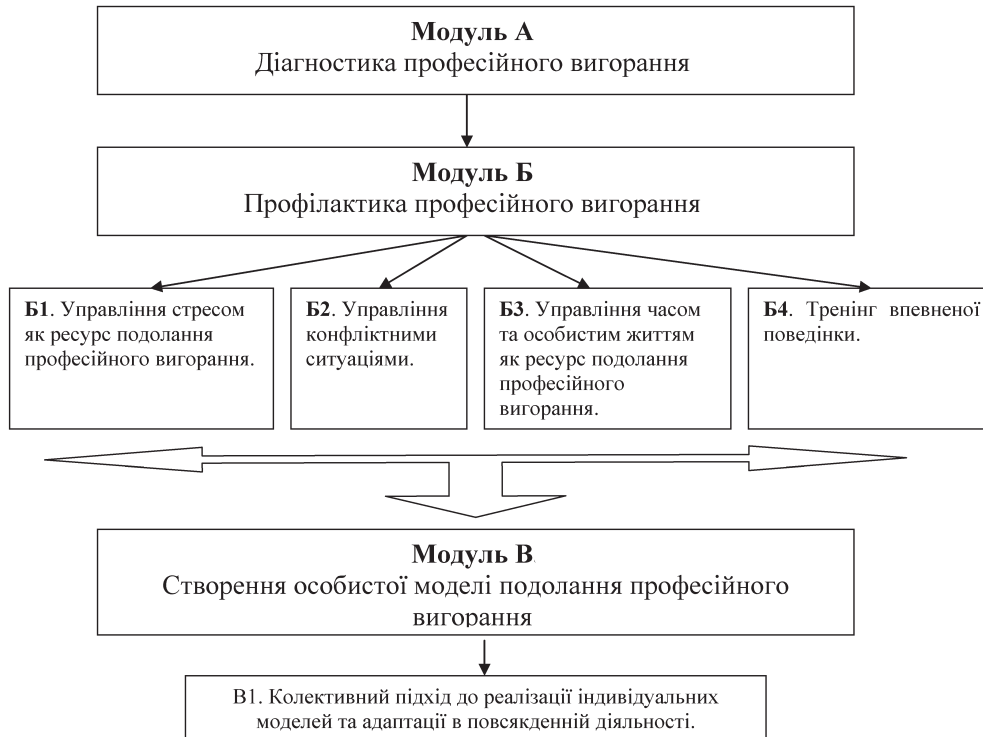 Модуль А
Діагностика професійного вигорання
Модуль Б
Профілактика професійного вигорання
Б1. Управління стресом
як ресурс подолання
професійного вигорання.
Б2. Управління
конфліктними
ситуаціями.
Б3. Управління часом
та особистим життям
як ресурс подолання
професійного
вигорання.
Б4. Тренінг впевненої
поведінки.
Модуль В
Створення особистої моделі подолання професійного
вигорання
В1. Колективний підхід до реалізації індивідуальних
моделей та адаптації в повсякденній діяльності.